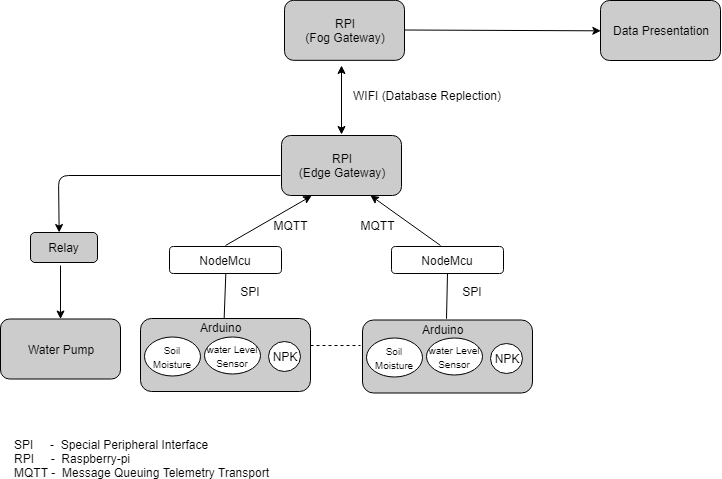 RPI
(Fog Gateway)
Data Presentation
WIFI (Database Replection)
RPI
(Edge Gateway)
MQTT
MQTT
Relay
NodeMcu
NodeMcu
SPI
SPI
Water Pump
Arduino
Soil
Moisture
water Level
Sensor
NPK
Arduino
Soil
Moisture
water Level
Sensor
NPK
SPI - Special Peripheral Interface
RPI - Raspberry-pi
MQTT - Message Queuing Telemetry Transport